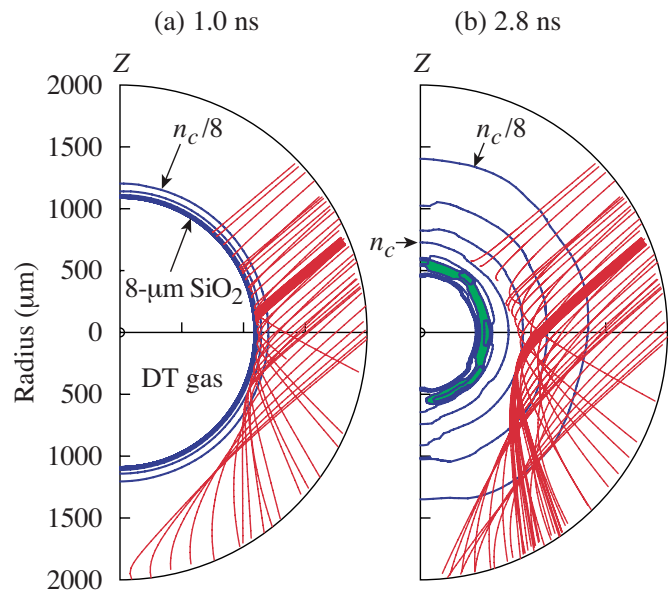 (a) 1.0 ns
(b) 2.8 ns
Z
Z
2000
1500
1000
500
0
500
1000
1500
2000
Radius (μm)
n_c/8
8-μm SiO₂
DT gas
n_c/8
n_c